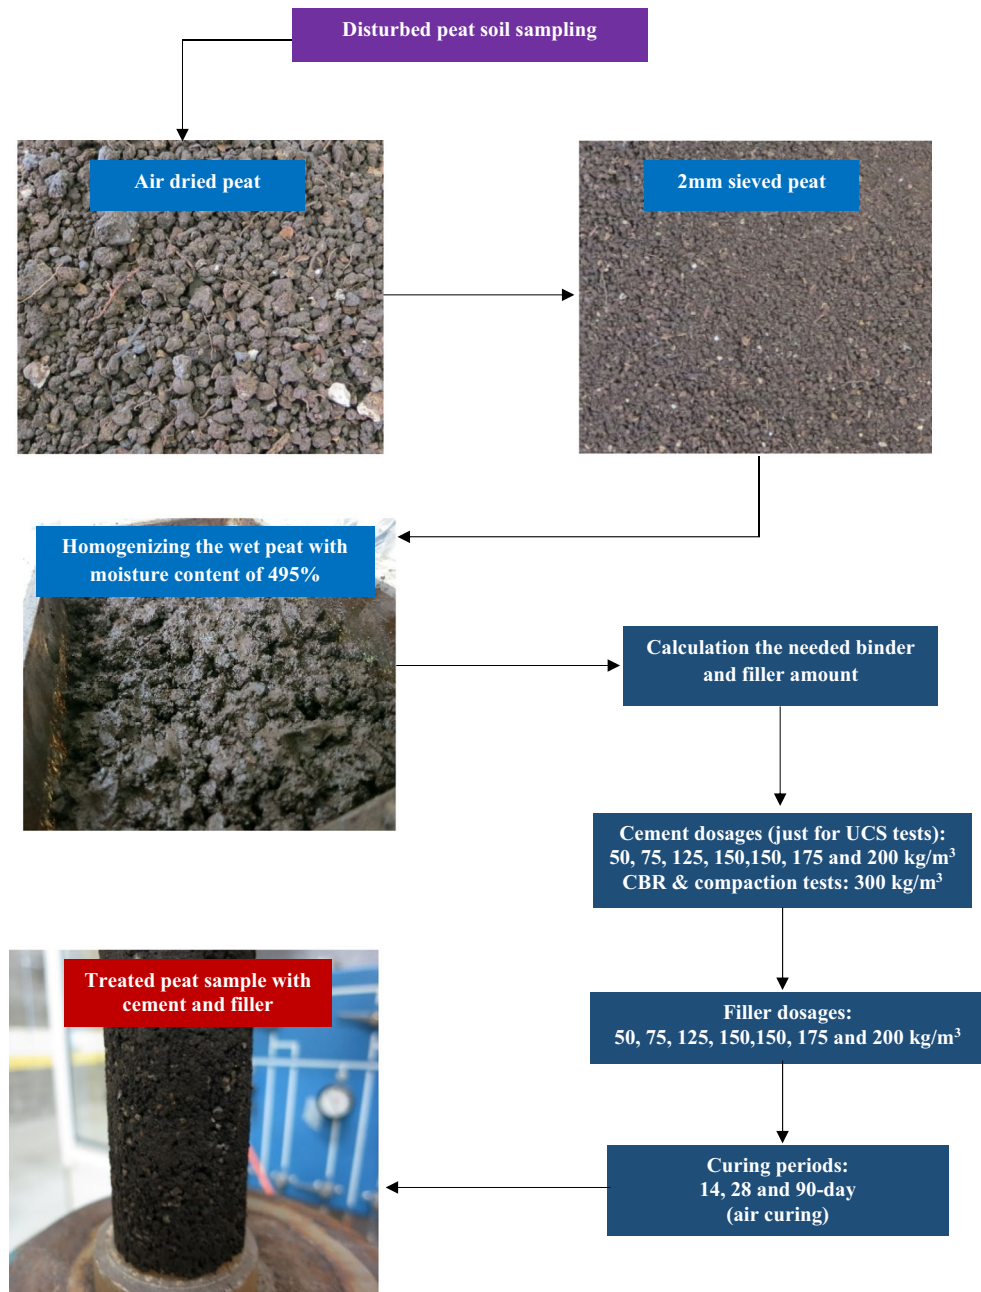 Disturbed peat soil sampling
Air dried peat
2mm sieved peat
Homogenizing the wet peat with
moisture content of 495%
Calculation the needed binder
and filler amount
Cement dosages (just for UCS tests):
50, 75, 125, 150,150, 175 and 200 kg/m³
CBR & compaction tests: 300 kg/m³
Filler dosages:
50, 75, 125, 150,150, 175 and 200 kg/m³
Curing periods:
14, 28 and 90-day
(air curing)
Treated peat sample with
cement and filler